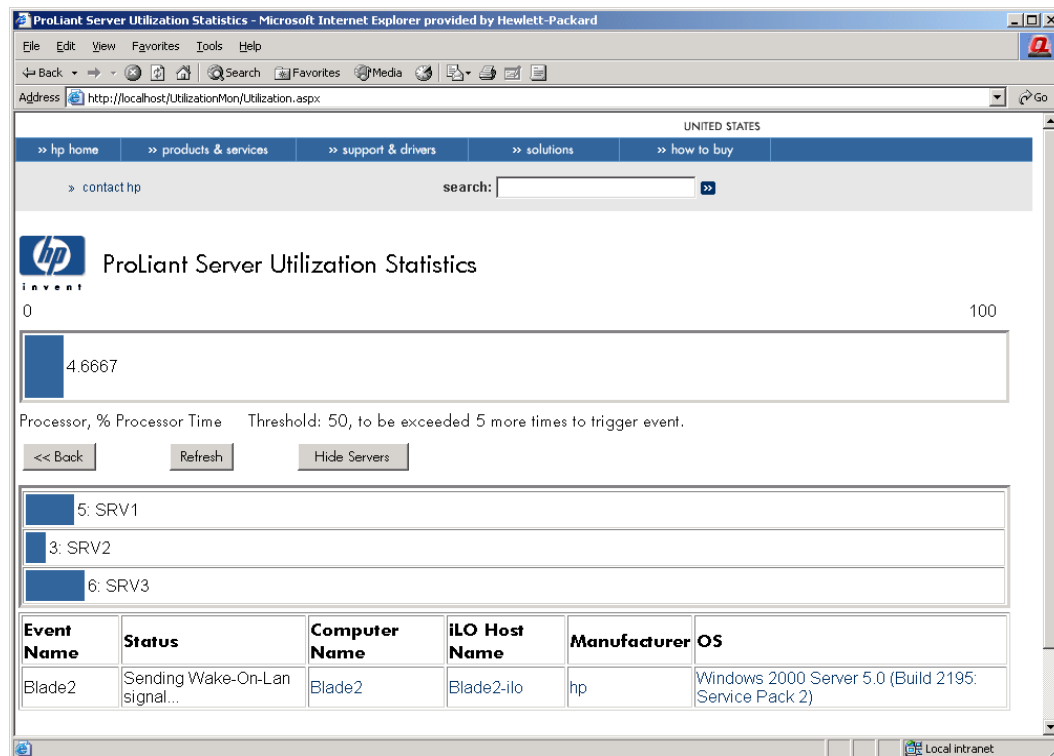 ProLiant Server Utilization Statistics - Microsoft Internet Explorer provided by Hewlett-Packard
File Edit View Favorites Tools Help
Back Search Favorites Media
Address http://localhost/UtilizationMon/Utilization.aspx Go
UNITED STATES
» hp home » products & services » support & drivers » solutions » how to buy
» contact hp search: »
hp
invent
ProLiant Server Utilization Statistics
0 100
4.6667
Processor, % Processor Time Threshold: 50, to be exceeded 5 more times to trigger event.
<< Back Refresh Hide Servers
5: SRV1
3: SRV2
6: SRV3
Event Name Status Computer Name iLO Host Name Manufacturer OS
Blade2 Sending Wake-On-Lan signal... Blade2 Blade2-ilo hp Windows 2000 Server 5.0 (Build 2195: Service Pack 2)
Local intranet